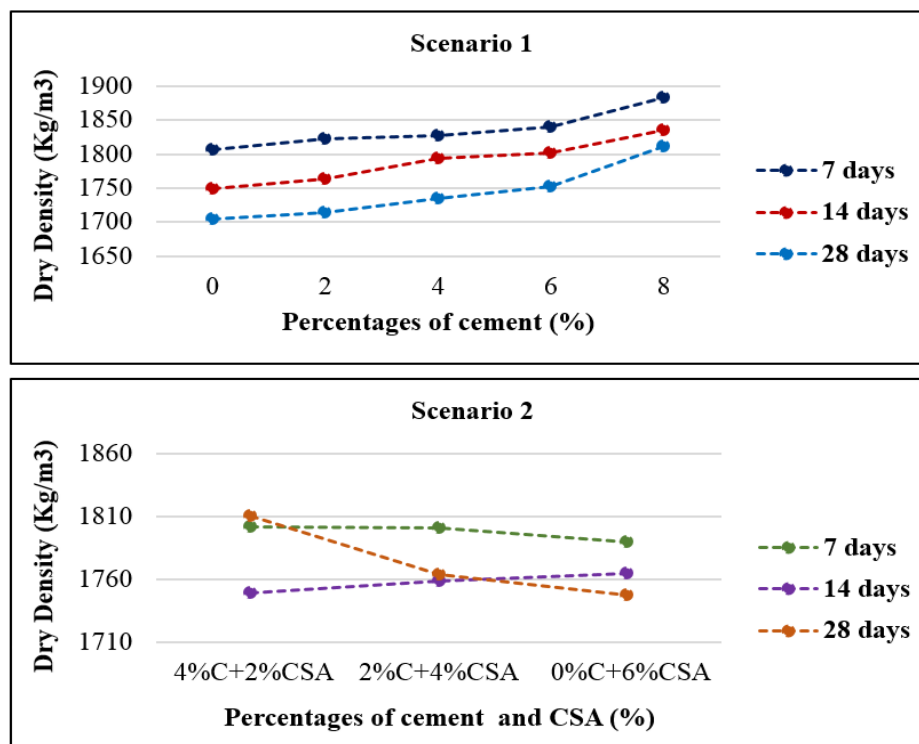 Scenario 1
Dry Density (Kg/m3)
1900
1850
1800
1750
1700
1650
0 2 4 6 8
Percentages of cement (%)
7 days
14 days
28 days
Scenario 2
Dry Density (Kg/m3)
1860
1810
1760
1710
4%C+2%CSA 2%C+4%CSA 0%C+6%CSA
Percentages of cement and CSA (%)
7 days
14 days
28 days